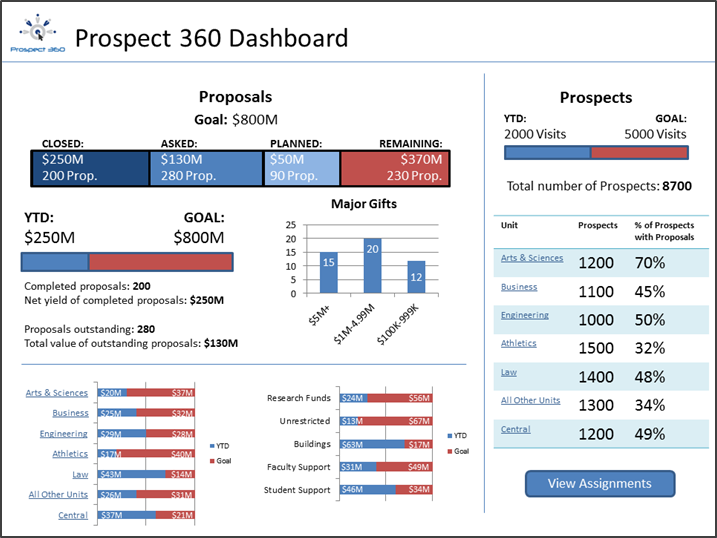 Prospect 360
Prospect 360 Dashboard
Proposals
Goal: $800M
CLOSED: ASKED: PLANNED: REMAINING:
$250M $130M $50M $370M
200 Prop. 280 Prop. 90 Prop. 230 Prop.
YTD: GOAL:
$250M $800M
Completed proposals: 200
Net yield of completed proposals: $250M
Proposals outstanding: 280
Total value of outstanding proposals: $130M
Major Gifts
25
20
15
10
5
0
15 20 12
$5M+ $1M-4.99M $100K-999K
Arts & Sciences $20M $37M
Business $25M $32M
Engineering $29M $28M
Athletics $17M $40M
Law $43M $14M
All Other Units $26M $31M
Central $37M $21M
YTD
Goal
Research Funds $24M $56M
Unrestricted $13M $67M
Buildings $63M $17M
Faculty Support $31M $49M
Student Support $46M $34M
YTD
Goal
Prospects
YTD: GOAL:
2000 Visits 5000 Visits
Total number of Prospects: 8700
Unit Prospects % of Prospects
with Proposals
Arts & Sciences 1200 70%
Business 1100 45%
Engineering 1000 50%
Athletics 1500 32%
Law 1400 48%
All Other Units 1300 34%
Central 1200 49%
View Assignments